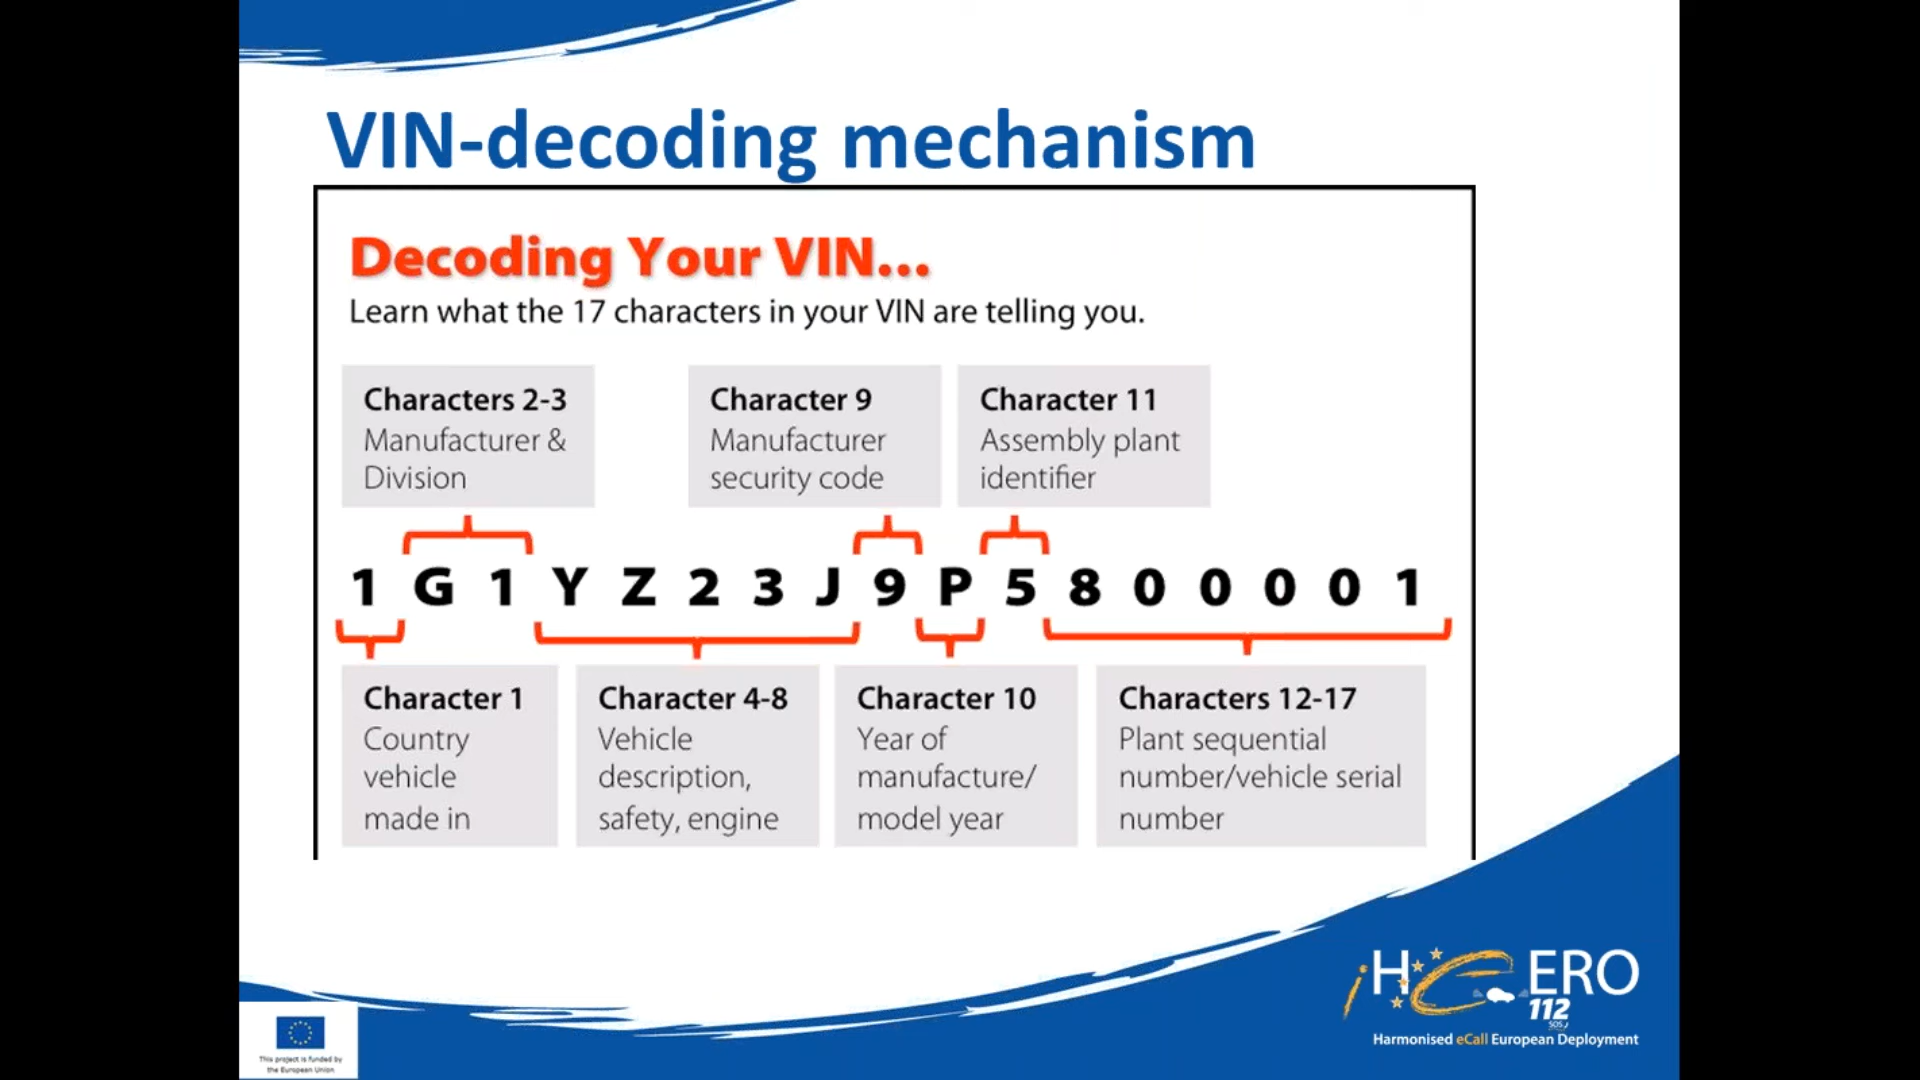 VIN-decoding mechanism
Decoding Your VIN...
Learn what the 17 characters in your VIN are telling you.
Characters 2-3
Manufacturer &
Division
Character 9
Manufacturer
security code
Character 11
Assembly plant
identifier
1 G 1 Y Z 2 3 J 9 P 5 8 0 0 0 0 1
Character 1
Country
vehicle
made in
Character 4-8
Vehicle
description,
safety, engine
Character 10
Year of
manufacture/
model year
Characters 12-17
Plant sequential
number/vehicle serial
number
iHeERO
112
SOS
Harmonised eCall European Deployment
This project is funded by
the European Union